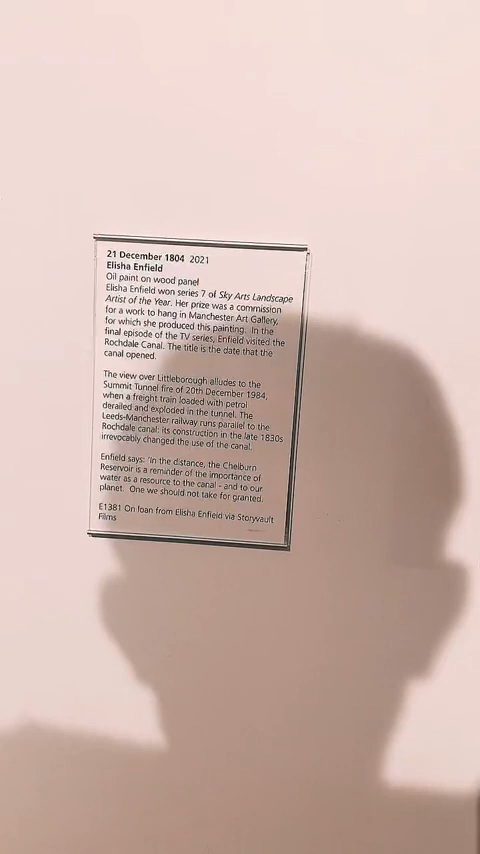 21 December 1804 2021
Elisha Enfield
Oil paint on wood panel
Elisha Enfield won series 7 of Sky Arts Landscape
Artist of the Year. Her prize was a commission
for a work to hang in Manchester Art Gallery,
for which she produced this painting. In the
final episode of the TV series, Enfield visited the
Rochdale Canal. The title is the date that the
canal opened.
The view over Littleborough alludes to the
Summit Tunnel fire of 20th December 1984,
when a freight train loaded with petrol
derailed and exploded in the tunnel. The
Leeds-Manchester railway runs parallel to the
Rochdale canal: its construction in the late 1830s
irrevocably changed the use of the canal.
Enfield says: 'In the distance, the Chelburn
Reservoir is a reminder of the importance of
water as a resource to the canal - and to our
planet. One we should not take for granted.
E1381 On loan from Elisha Enfield via Storyvault
Films